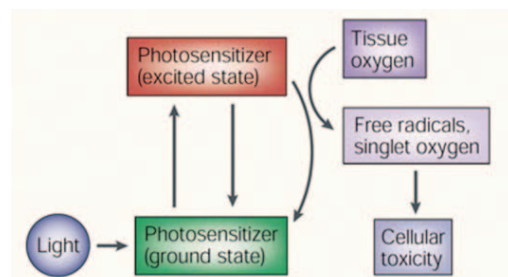 Photosensitizer
(excited state)
Tissue
oxygen
Free radicals,
singlet oxygen
Light
Photosensitizer
(ground state)
Cellular
toxicity